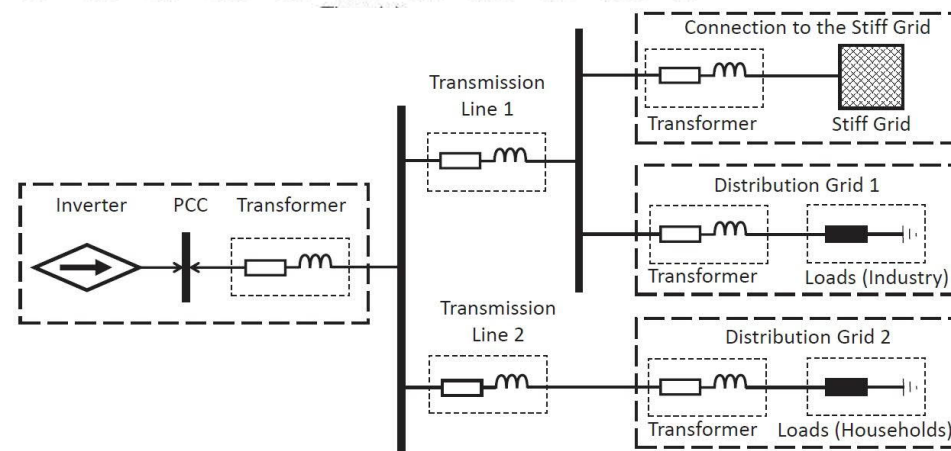 Connection to the Stiff Grid
Transmission
Line 1
Transformer
Stiff Grid
Inverter
PCC
Transformer
Distribution Grid 1
Transformer
Loads (Industry)
Transmission
Line 2
Distribution Grid 2
Transformer
Loads (Households)